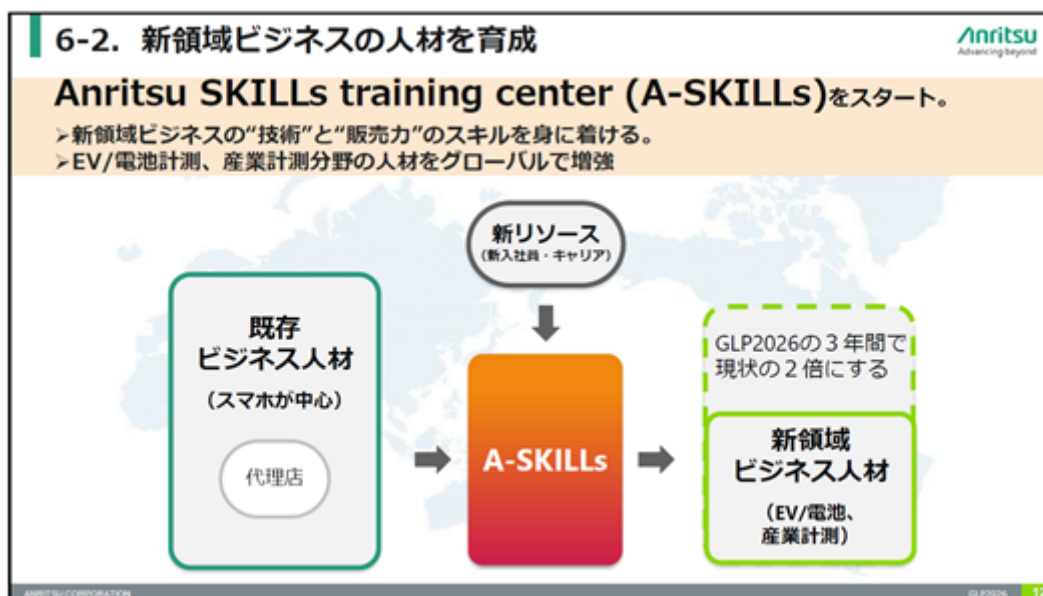 6-2. 新領域ビジネスの人材を育成
Anritsu
Advancing beyond
Anritsu SKILLs training center (A-SKILLs)をスタート。
➢新領域ビジネスの“技術”と“販売力”のスキルを身に着ける。
➢EV/電池計測、産業計測分野の人材をグローバルで増強
新リソース
(新入社員・キャリア)
既存
ビジネス人材
(スマホが中心)
代理店
A-SKILLs
GLP2026の3年間で
現状の2倍にする
新領域
ビジネス人材
(EV/電池、
産業計測)
ANRITSU CORPORATION
GLP2026
12